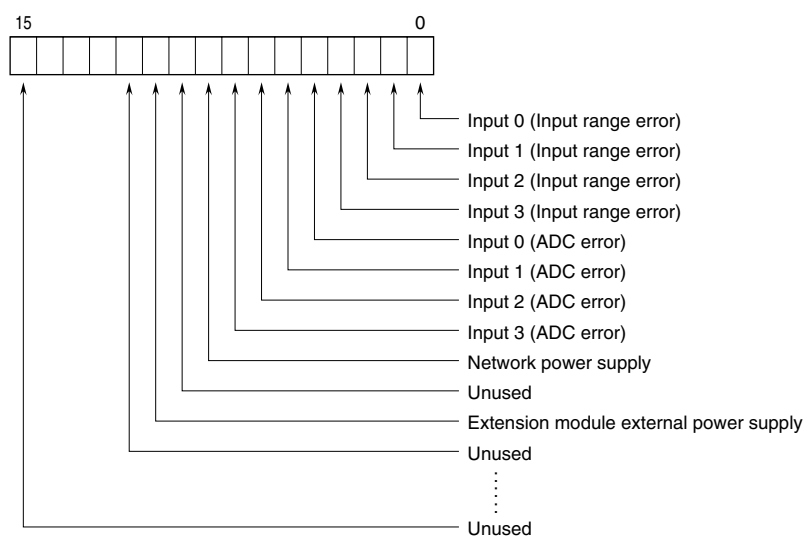 15 0
Input 0 (Input range error)
Input 1 (Input range error)
Input 2 (Input range error)
Input 3 (Input range error)
Input 0 (ADC error)
Input 1 (ADC error)
Input 2 (ADC error)
Input 3 (ADC error)
Network power supply
Unused
Extension module external power supply
Unused
Unused